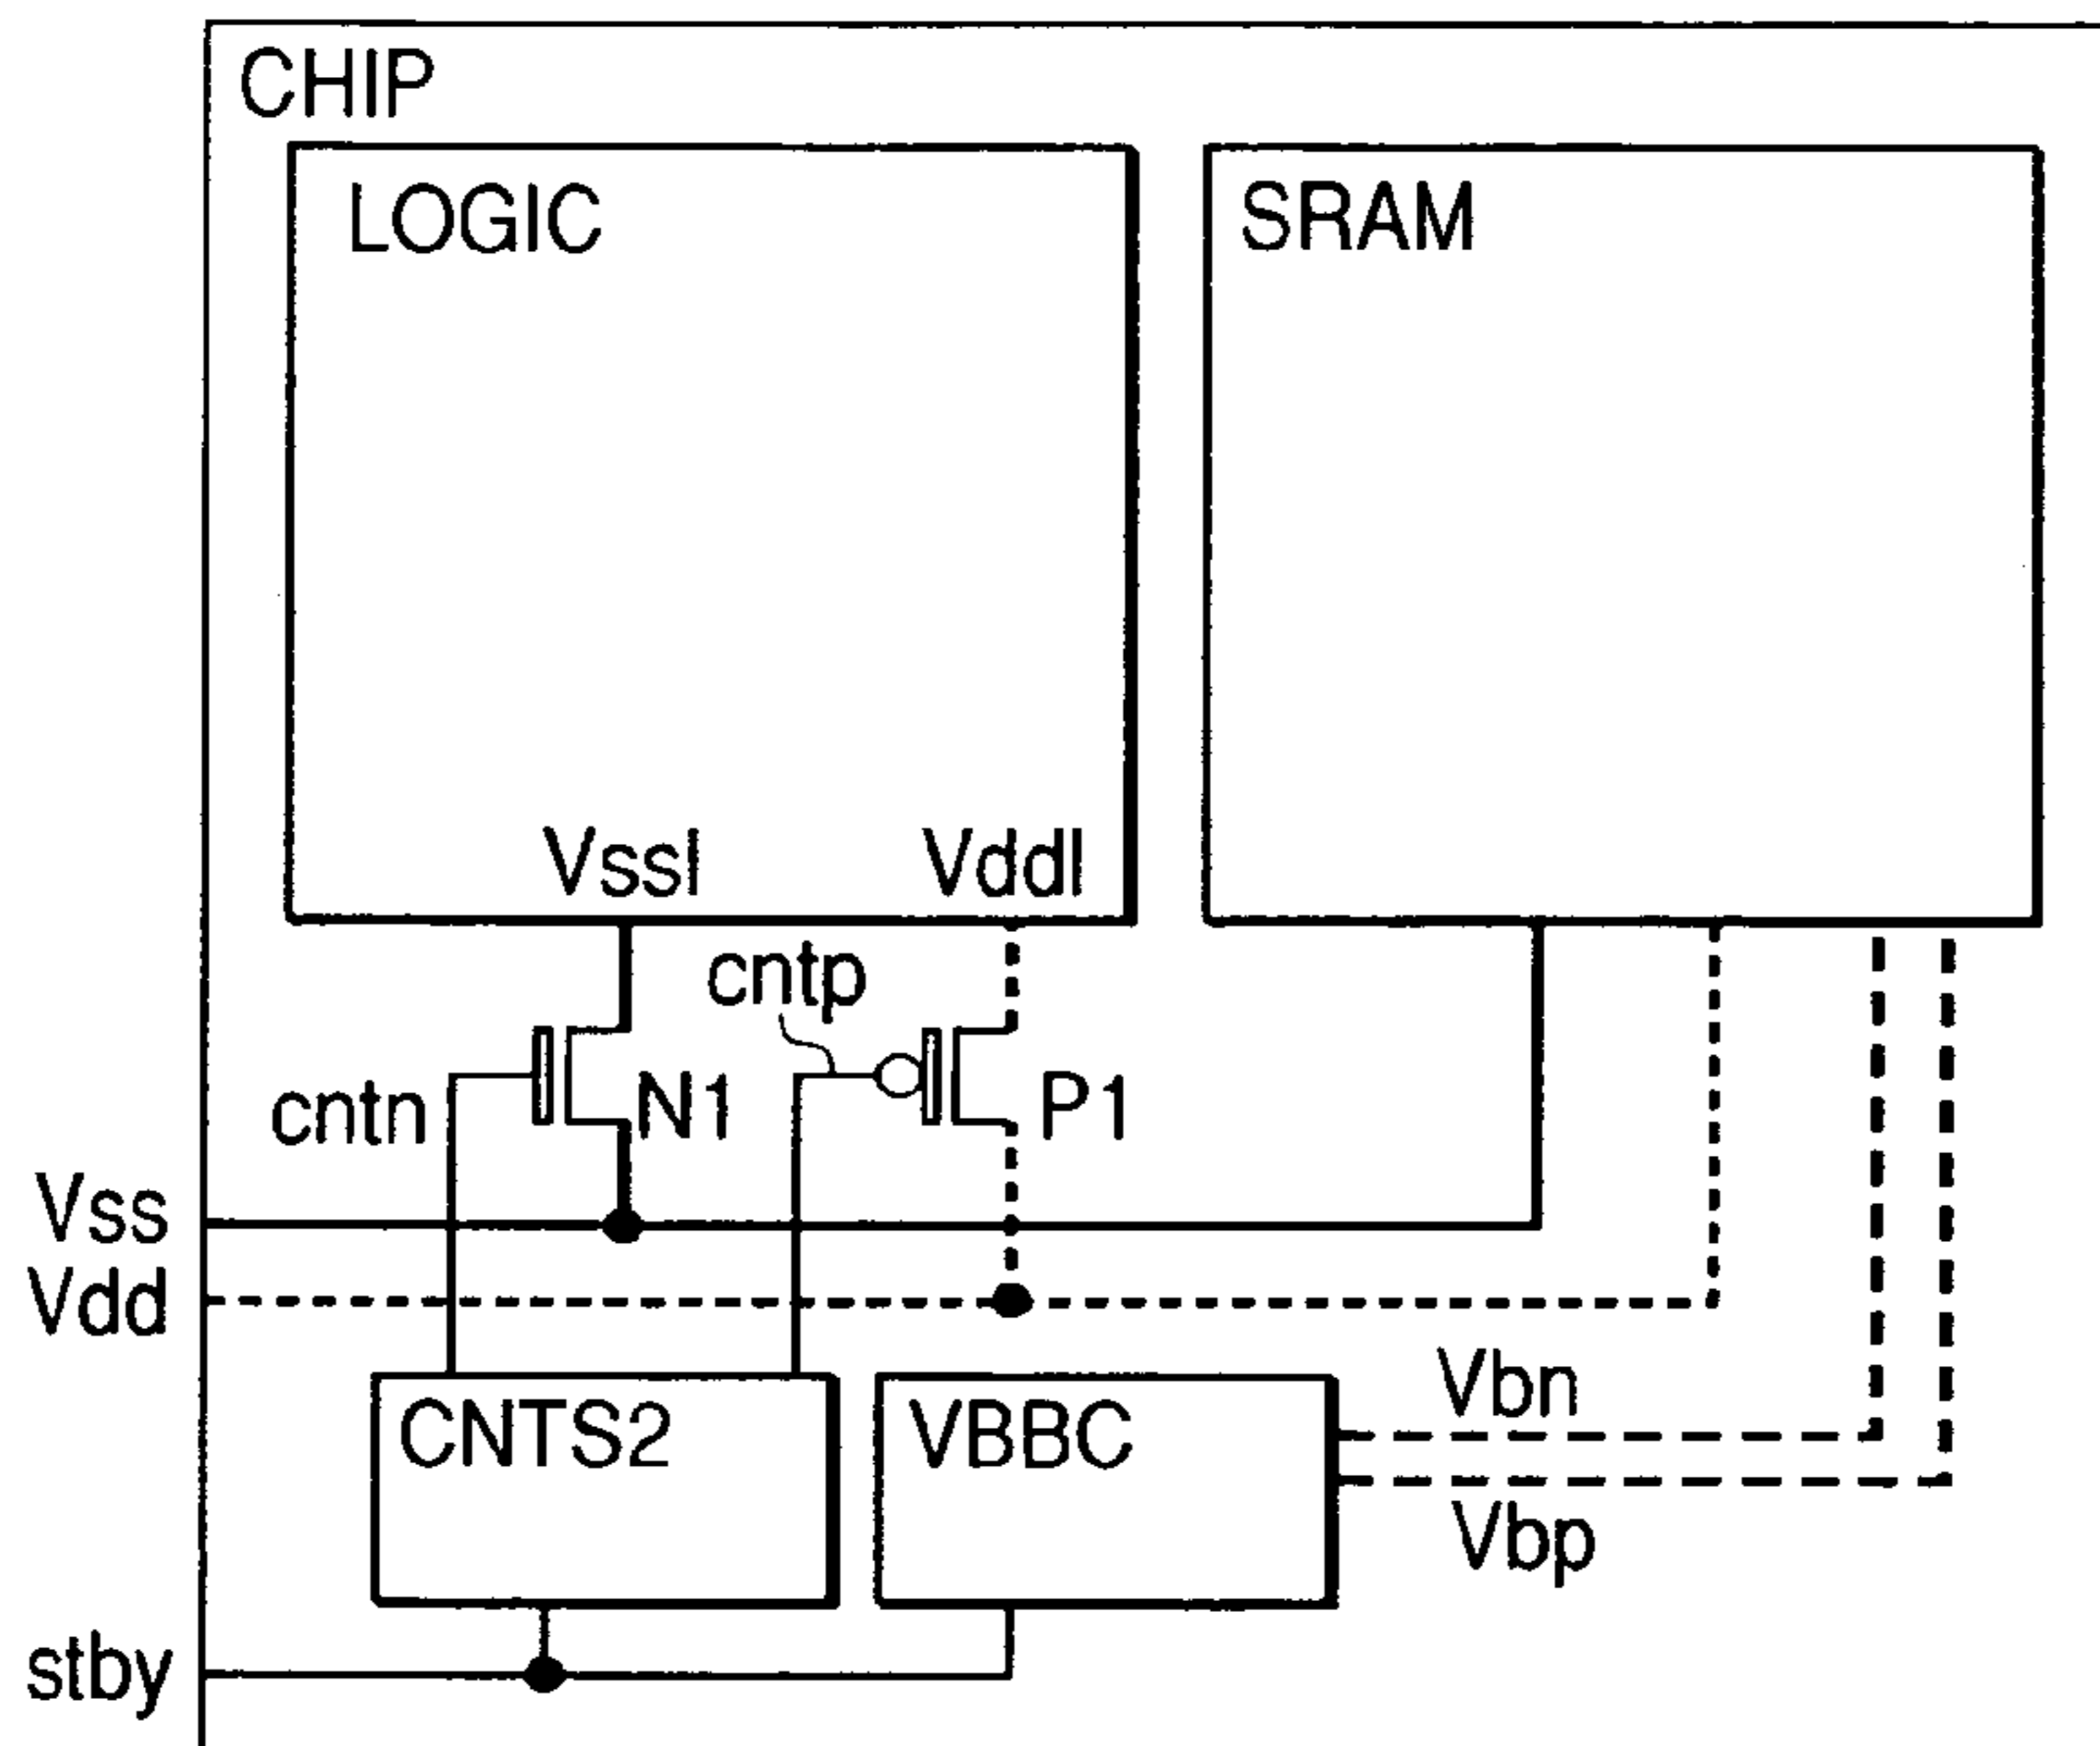 CHIP
LOGIC
SRAM
Vssl
Vddl
cntp
cntn
N1
P1
Vss
Vdd
CNTS2
VBBC
Vbn
Vbp
stby